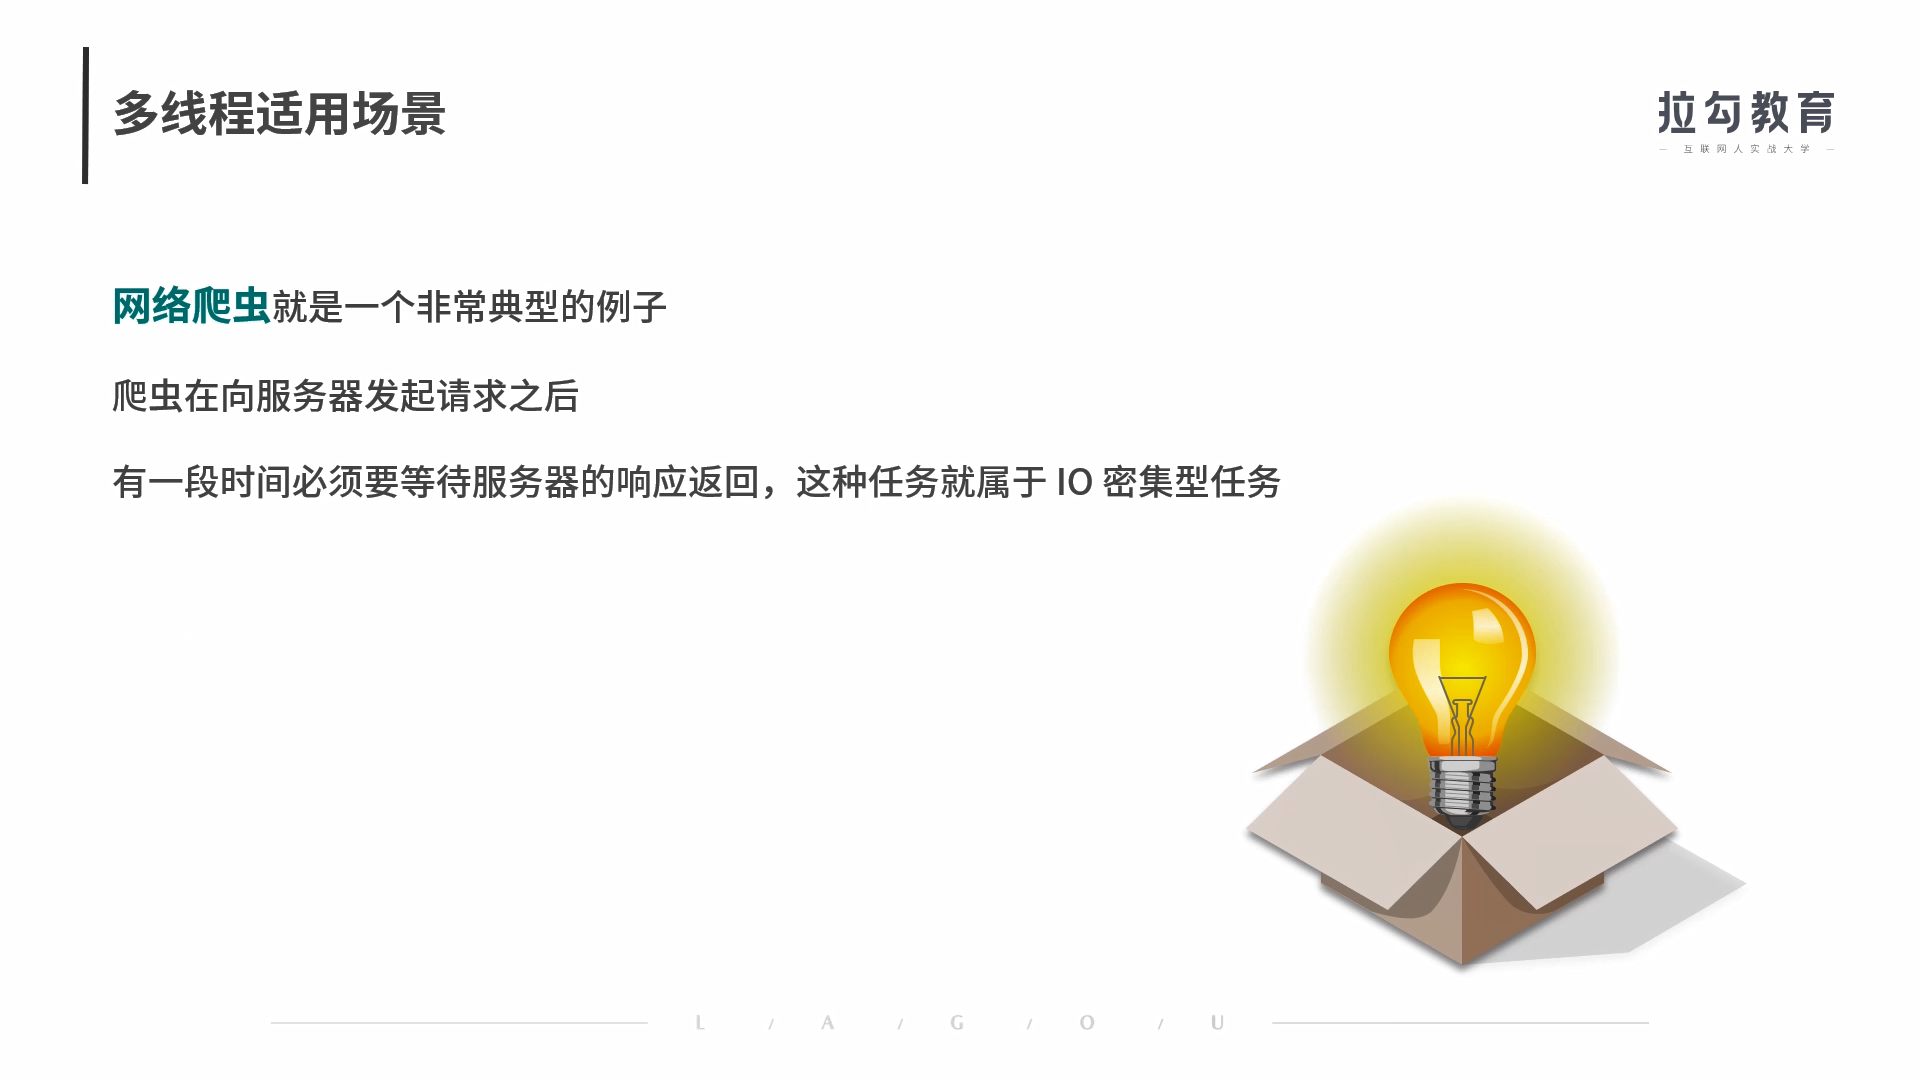 多线程适用场景
拉勾教育
— 互联网人实战大学 —
网络爬虫就是一个非常典型的例子
爬虫在向服务器发起请求之后
有一段时间必须要等待服务器的响应返回，这种任务就属于 IO 密集型任务
L / A / G / O / U